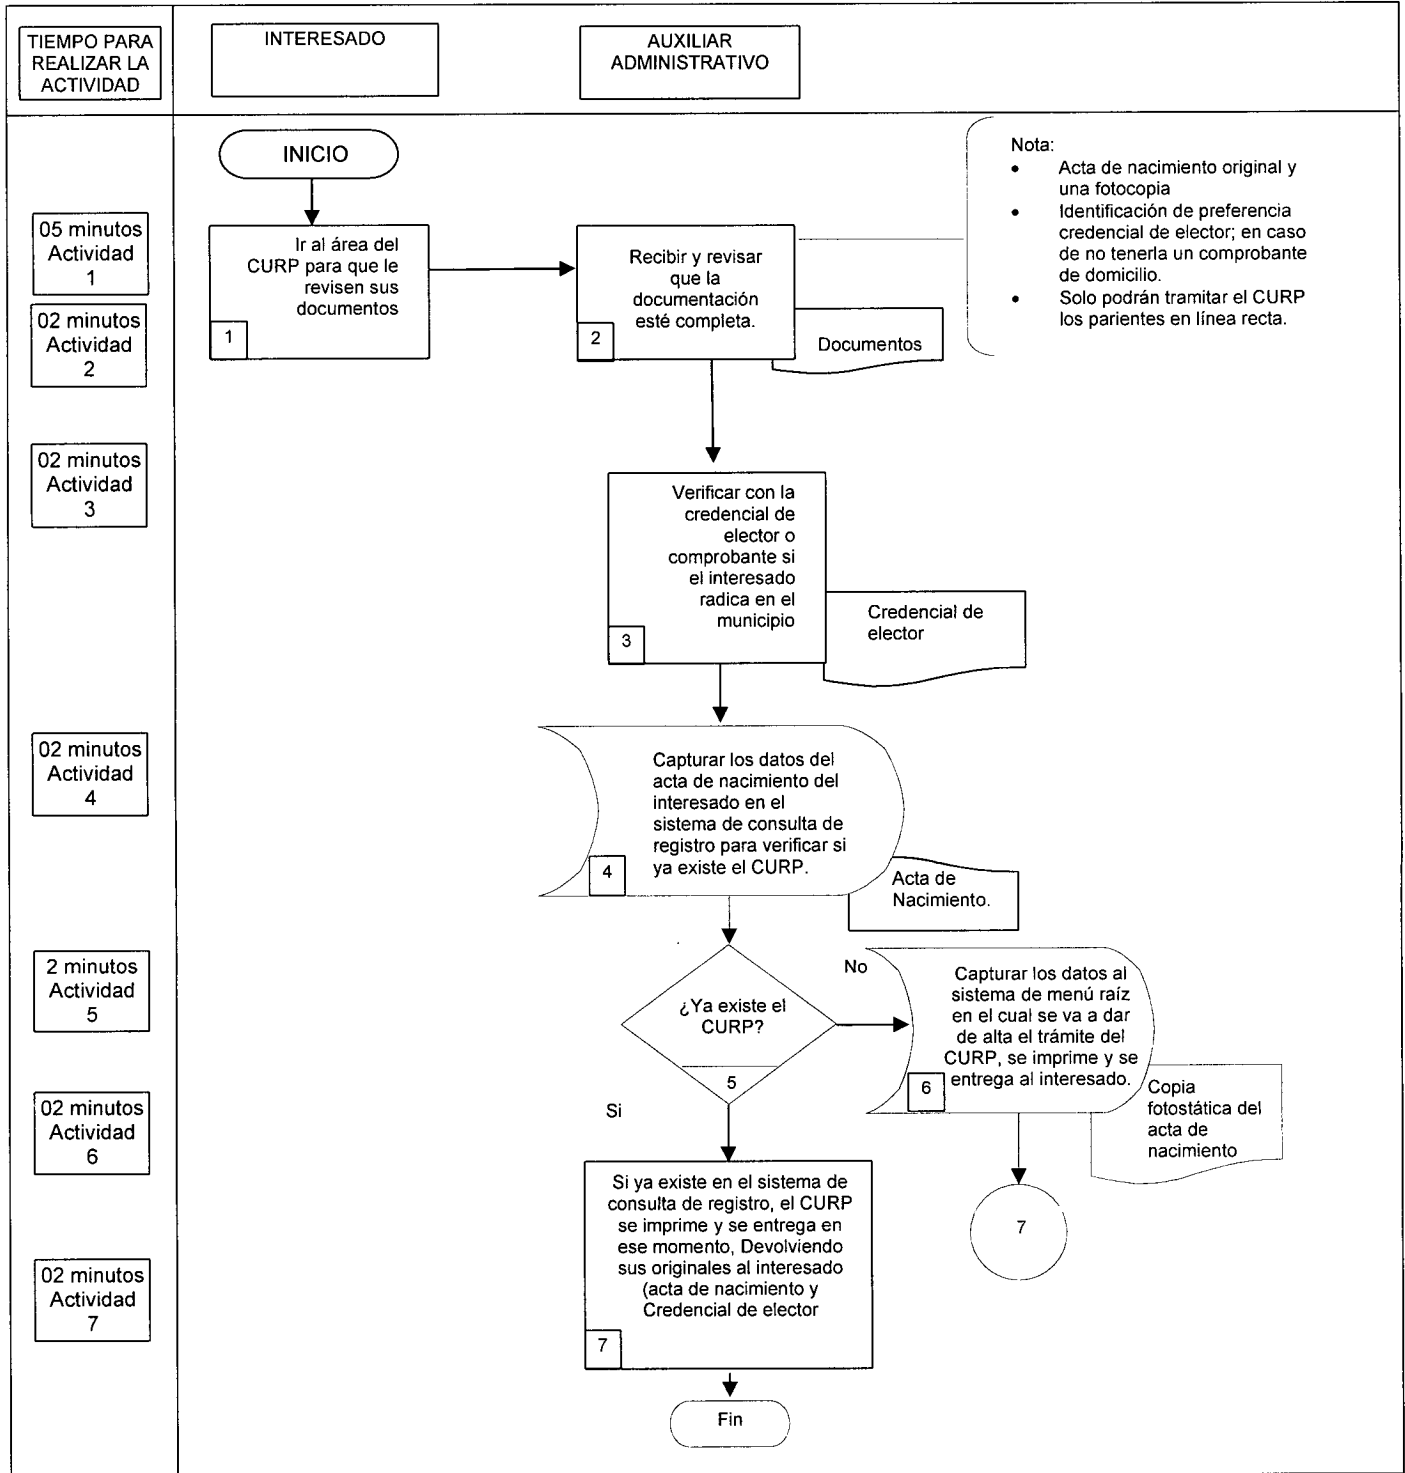 TIEMPO PARA
REALIZAR LA
ACTIVIDAD
INTERESADO
AUXILIAR
ADMINISTRATIVO
INICIO
Nota:
• Acta de nacimiento original y
una fotocopia
• Identificación de preferencia
credencial de elector; en caso
de no tenerla un comprobante
de domicilio.
• Solo podrán tramitar el CURP
los parientes en línea recta.
05 minutos
Actividad
1
Ir al área del
CURP para que le
revisen sus
documentos
1
Recibir y revisar
que la
documentación
esté completa.
2
Documentos
02 minutos
Actividad
2
02 minutos
Actividad
3
Verificar con la
credencial de
elector o
comprobante si
el interesado
radica en el
municipio
3
Credencial de
elector
02 minutos
Actividad
4
Capturar los datos del
acta de nacimiento del
interesado en el
sistema de consulta de
registro para verificar si
ya existe el CURP.
4
Acta de
Nacimiento.
2 minutos
Actividad
5
¿Ya existe el
CURP?
5
No
Capturar los datos al
sistema de menú raíz
en el cual se va a dar
de alta el trámite del
CURP, se imprime y se
entrega al interesado.
6
Copia
fotostática del
acta de
nacimiento
7
02 minutos
Actividad
6
Si
Si ya existe en el sistema de
consulta de registro, el CURP
se imprime y se entrega en
ese momento, Devolviendo
sus originales al interesado
(acta de nacimiento y
Credencial de elector
7
02 minutos
Actividad
7
Fin